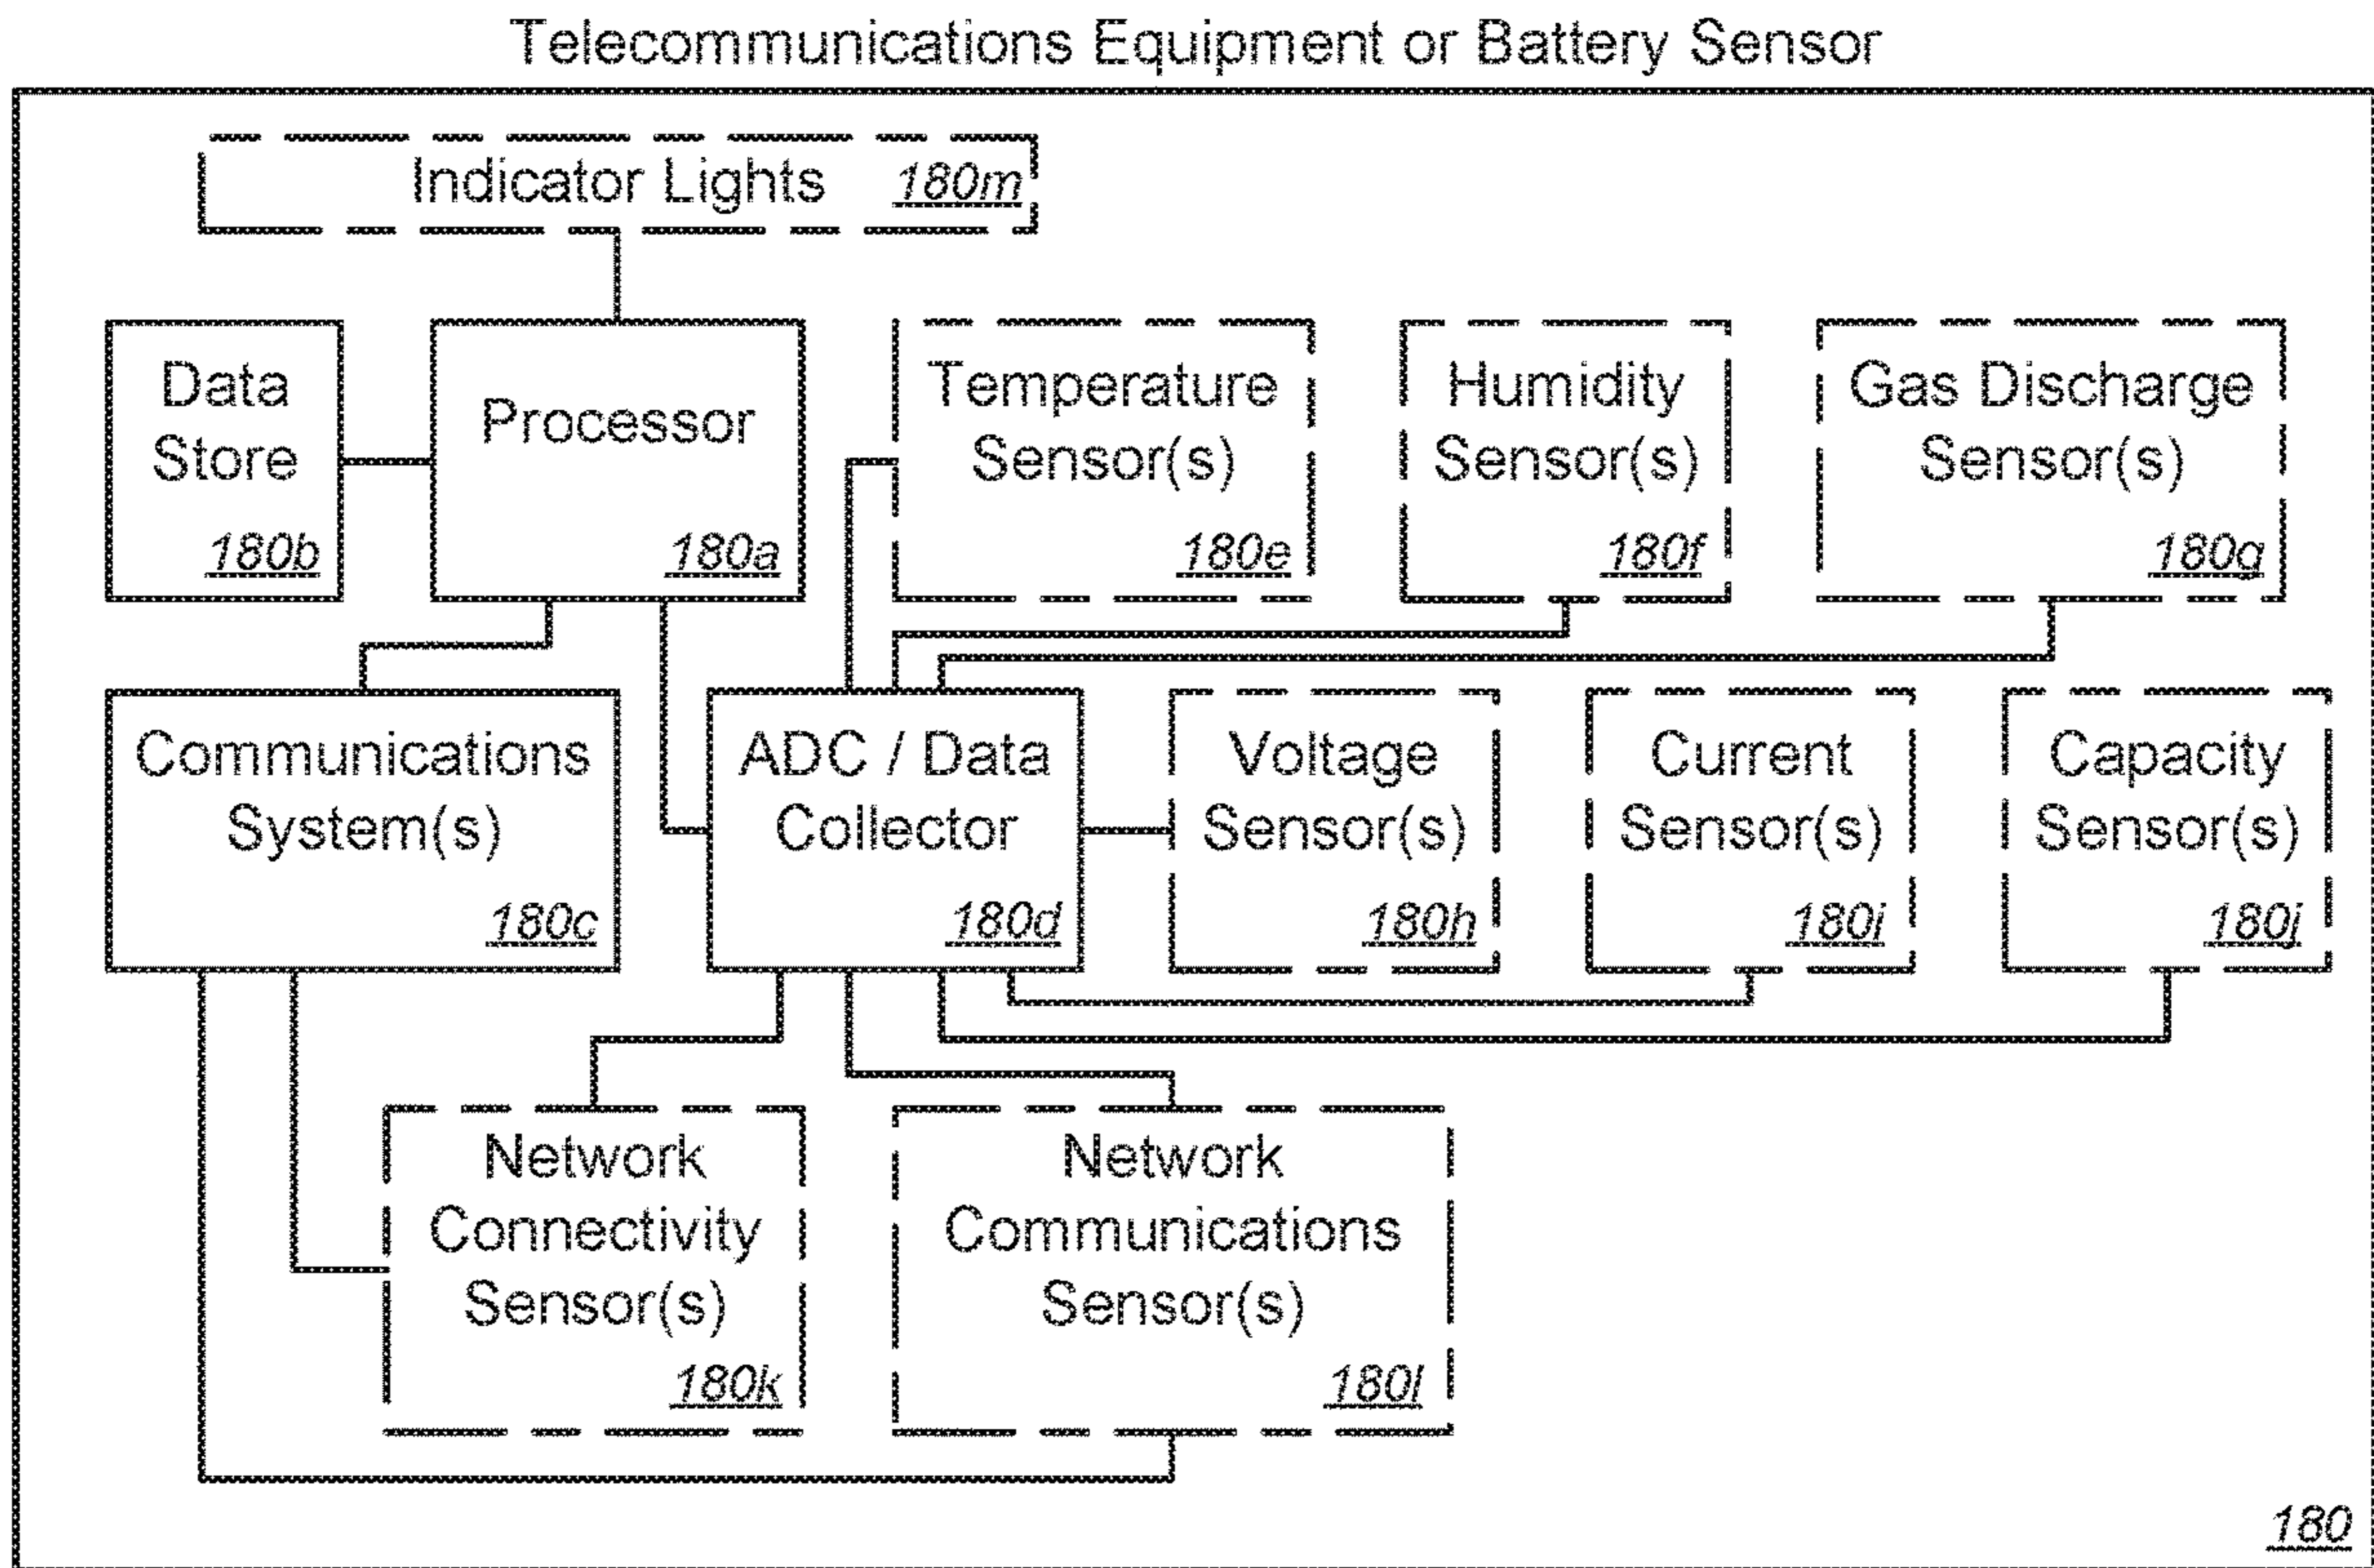 Telecommunications Equipment or Battery Sensor
Indicator Lights 180m
Data
Store
180b
Processor
180a
Temperature
Sensor(s)
180e
Humidity
Sensor(s)
180f
Gas Discharge
Sensor(s)
180g
Communications
System(s)
180c
ADC / Data
Collector
180d
Voltage
Sensor(s)
180h
Current
Sensor(s)
180i
Capacity
Sensor(s)
180j
Network
Connectivity
Sensor(s)
180k
Network
Communications
Sensor(s)
180l
180